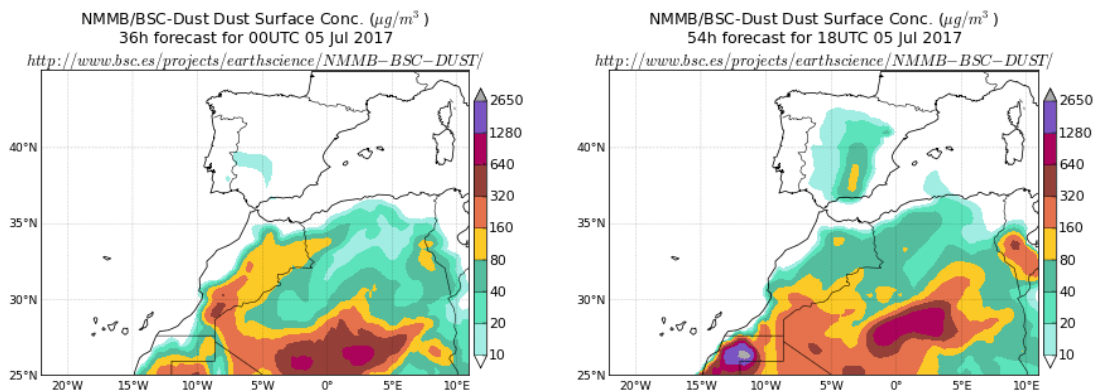 NMMB/BSC-Dust Dust Surface Conc. (μg/m³)
36h forecast for 00UTC 05 Jul 2017
http://www.bsc.es/projects/earthscience/NMMB−BSC−DUST/
2650
1280
640
320
160
80
40
20
10
40°N
35°N
30°N
25°N
20°W 15°W 10°W 5°W 0°E 5°E 10°E
NMMB/BSC-Dust Dust Surface Conc. (μg/m³)
54h forecast for 18UTC 05 Jul 2017
http://www.bsc.es/projects/earthscience/NMMB−BSC−DUST/
2650
1280
640
320
160
80
40
20
10
40°N
35°N
30°N
25°N
20°W 15°W 10°W 5°W 0°E 5°E 10°E